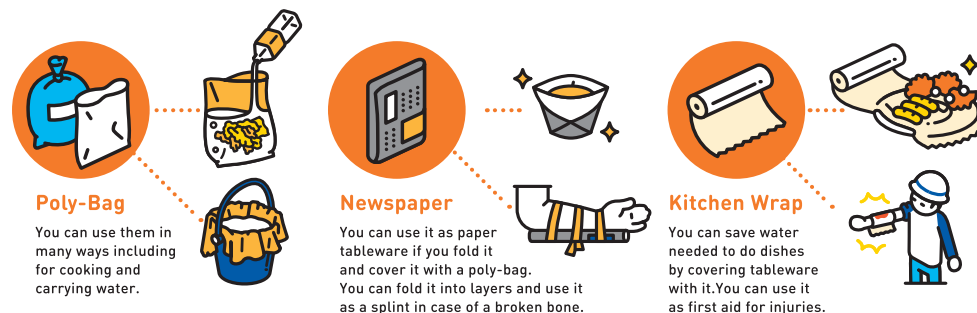 Poly-Bag
You can use them in
many ways including
for cooking and
carrying water.
Newspaper
You can use it as paper
tableware if you fold it
and cover it with a poly-bag.
You can fold it into layers and use it
as a splint in case of a broken bone.
Kitchen Wrap
You can save water
needed to do dishes
by covering tableware
with it.You can use it
as first aid for injuries.